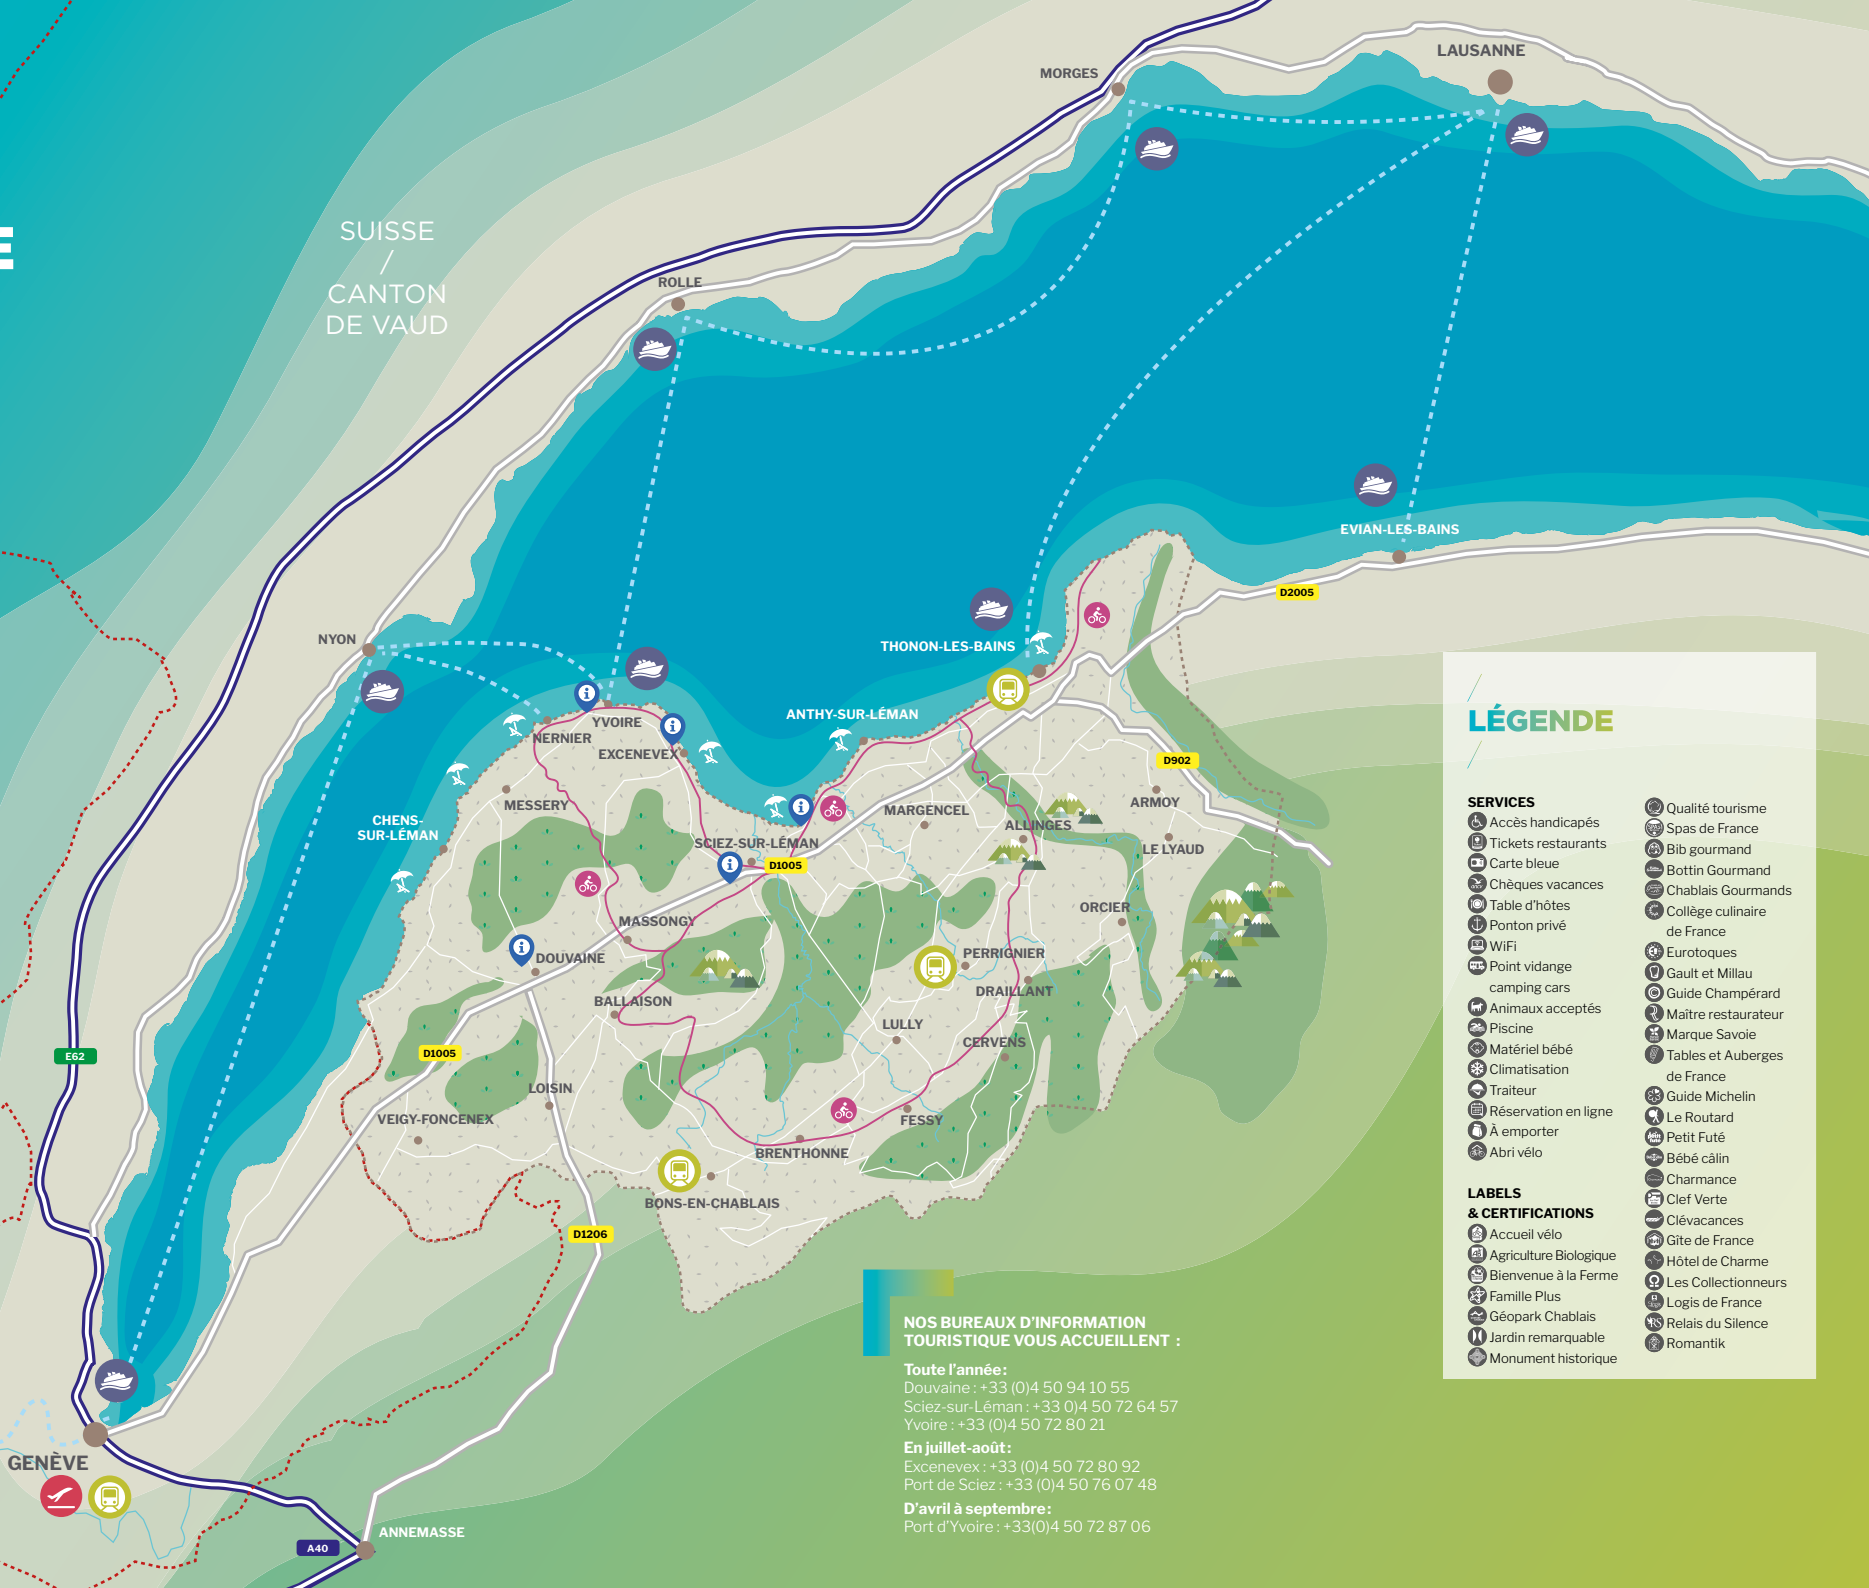 LAUSANNE
MORGES
E
SUISSE
/
CANTON
DE VAUD
ROLLE
EVIAN-LES-BAINS
D2005
NYON
THONON-LES-BAINS
ANTHY-SUR-LÉMAN
YVOIRE
NERNIER
EXCENEVEX
D902
MESSERY
ARMOY
MARGENCEL
ALLINGES
CHENS-
SUR-LÉMAN
SCIEZ-SUR-LÉMAN
LE LYAUD
D1005
ORCIER
MASSONGY
PERRIGNIER
DOUVAINE
DRAILLANT
BALLAISON
LULLY
CERVENS
D1005
E62
LOISIN
VEIGY-FONCENEX
FESSY
BRENTHONNE
BONS-EN-CHABLAIS
D1206
GENÈVE
ANNEMASSE
A40
NOS BUREAUX D'INFORMATION
TOURISTIQUE VOUS ACCUEILLENT :
Toute l'année :
Douvaine : +33 (0)4 50 94 10 55
Sciez-sur-Léman : +33 0)4 50 72 64 57
Yvoire : +33 (0)4 50 72 80 21
En juillet-août :
Excenevex : +33 (0)4 50 72 80 92
Port de Sciez : +33 (0)4 50 76 07 48
D'avril à septembre :
Port d'Yvoire : +33(0)4 50 72 87 06
LÉGENDE
SERVICES
Accès handicapés
Tickets restaurants
Carte bleue
Chèques vacances
Table d'hôtes
Ponton privé
WiFi
Point vidange
camping cars
Animaux acceptés
Piscine
Matériel bébé
Climatisation
Traiteur
Réservation en ligne
À emporter
Abri vélo
LABELS
& CERTIFICATIONS
Accueil vélo
Agriculture Biologique
Bienvenue à la Ferme
Famille Plus
Géopark Chablais
Jardin remarquable
Monument historique
Qualité tourisme
Spas de France
Bib gourmand
Bottin Gourmand
Chablais Gourmands
Collège culinaire
de France
Eurotoques
Gault et Millau
Guide Champérard
Maître restaurateur
Marque Savoie
Tables et Auberges
de France
Guide Michelin
Le Routard
Petit Futé
Bébé câlin
Charmance
Clef Verte
Clévacances
Gîte de France
Hôtel de Charme
Les Collectionneurs
Logis de France
Relais du Silence
Romantik